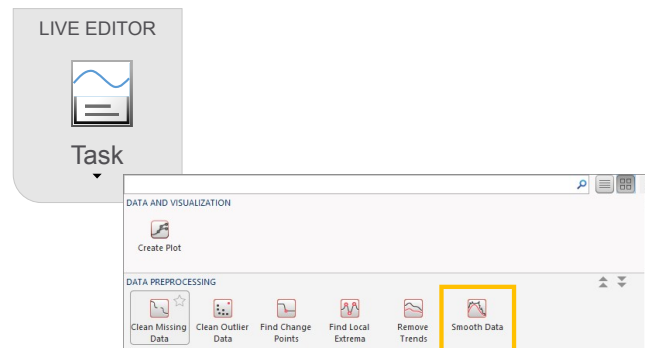 LIVE EDITOR
Task
DATA AND VISUALIZATION
Create Plot
DATA PREPROCESSING
Clean Missing Data
Clean Outlier Data
Find Change Points
Find Local Extrema
Remove Trends
Smooth Data